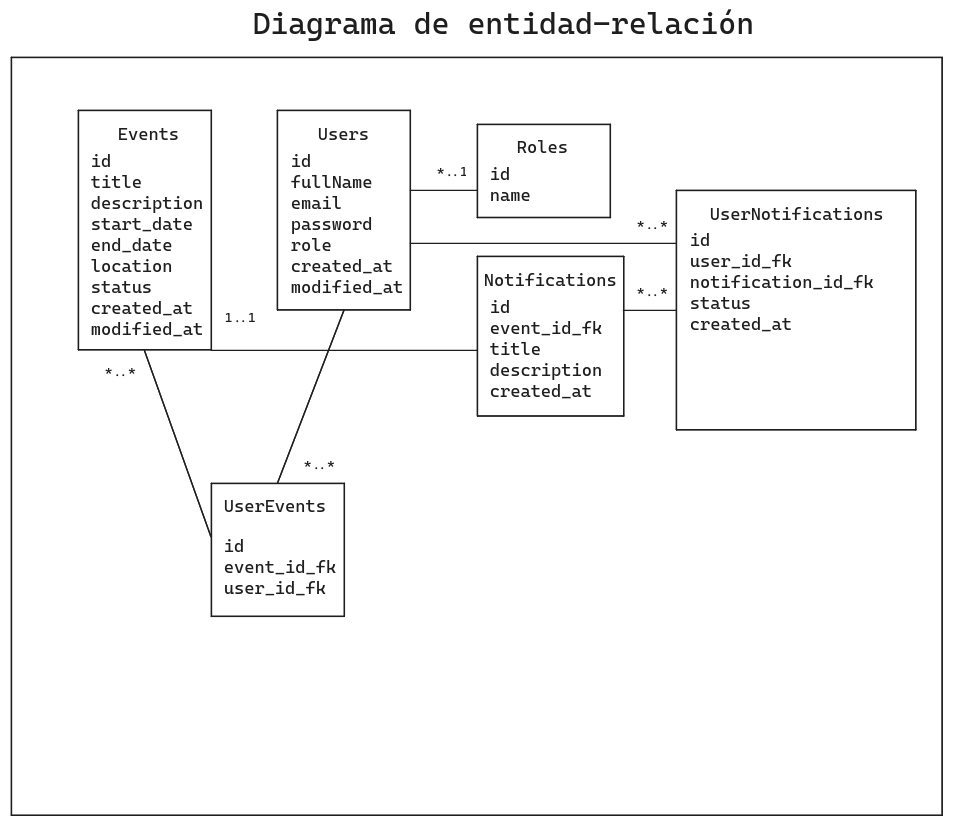 Diagrama de entidad-relación
Events
id
title
description
start_date
end_date
location
status
created_at
modified_at
Users
id
fullName
email
password
role
created_at
modified_at
*..1
Roles
id
name
*..*
UserNotifications
id
user_id_fk
notification_id_fk
status
created_at
Notifications
id
event_id_fk
title
description
created_at
*..*
1..1
*..*
*..*
UserEvents
id
event_id_fk
user_id_fk